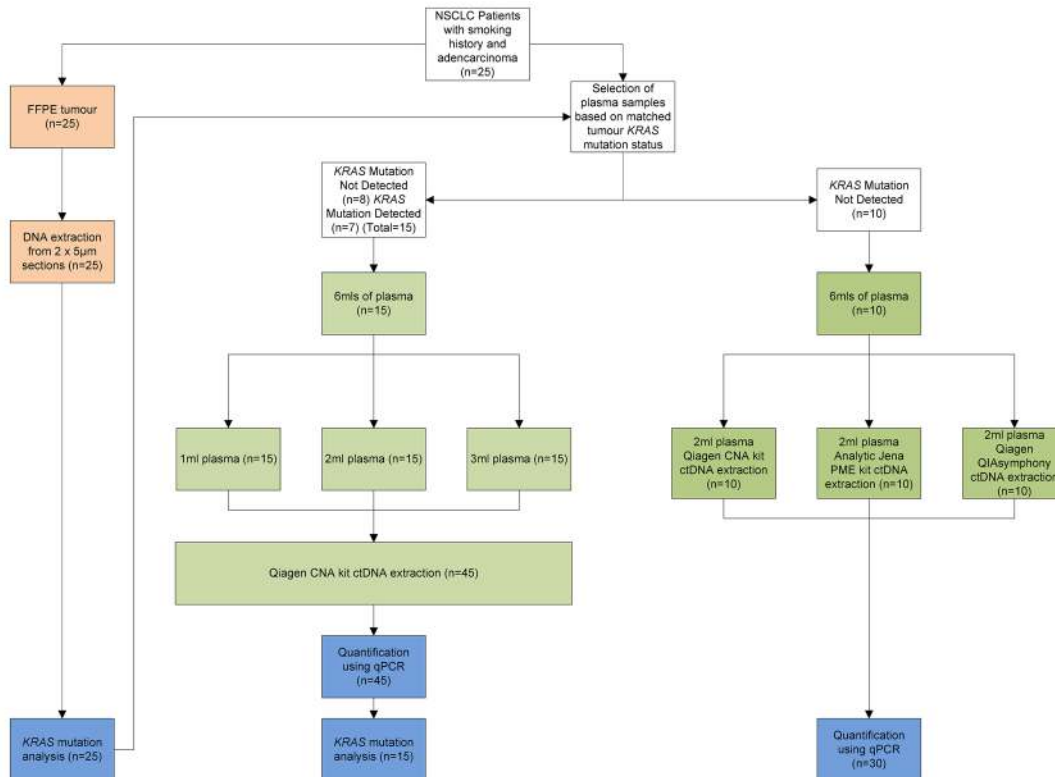 NSCLC Patients
with smoking
history and
adencarcinoma
(n=25)
FFPE tumour
(n=25)
Selection of
plasma samples
based on matched
tumour KRAS
mutation status
KRAS Mutation
Not Detected
(n=8) KRAS
Mutation Detected
(n=7) (Total=15)
KRAS Mutation
Not Detected
(n=10)
DNA extraction
from 2 x 5µm
sections (n=25)
6mls of plasma
(n=15)
6mls of plasma
(n=10)
1ml plasma (n=15)
2ml plasma (n=15)
3ml plasma (n=15)
2ml plasma
Qiagen CNA kit
ctDNA extraction
(n=10)
2ml plasma
Analytic Jena
PME kit ctDNA
extraction (n=10)
2ml plasma
Qiagen
QIAsymphony
ctDNA extraction
(n=10)
Qiagen CNA kit ctDNA extraction (n=45)
Quantification
using qPCR
(n=45)
KRAS mutation
analysis (n=25)
KRAS mutation
analysis (n=15)
Quantification
using qPCR
(n=30)